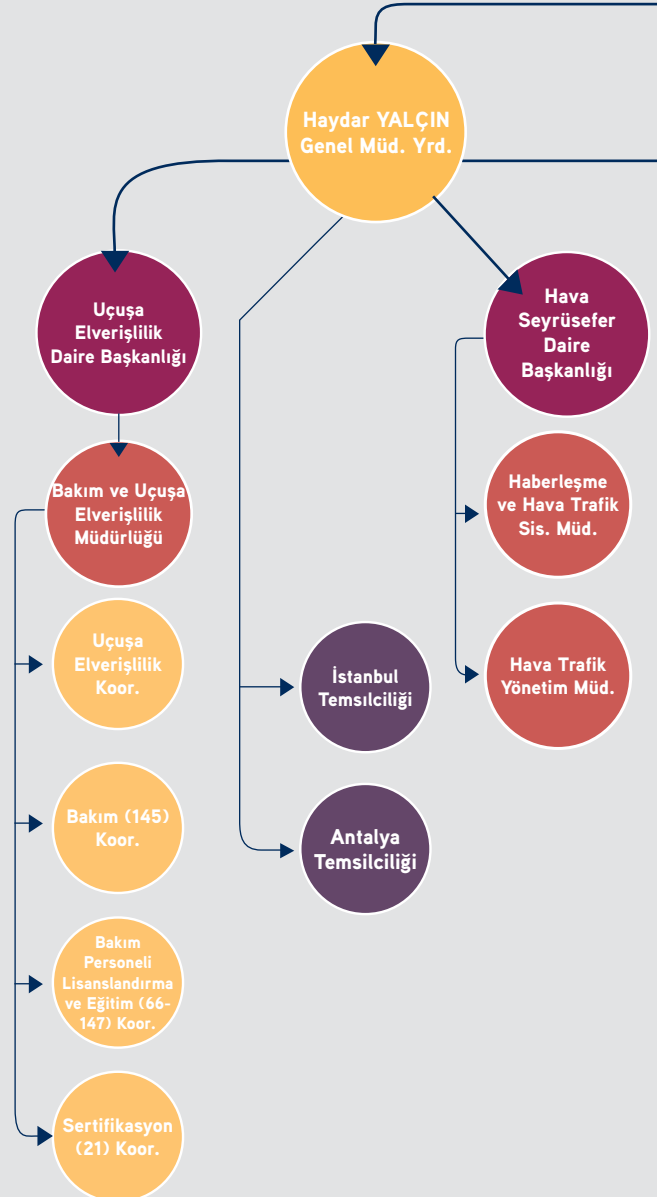 Haydar YALÇIN
Genel Müd. Yrd.
Uçuşa
Elverişlilik
Daire Başkanlığı
Bakım ve Uçuşa
Elverişlilik
Müdürlüğü
Uçuşa
Elverişlilik
Koor.
Bakım (145)
Koor.
Bakım
Personeli
Lisanslandırma
ve Eğitim (66-
147) Koor.
Sertifikasyon
(21) Koor.
İstanbul
Temsılciliği
Antalya
Temsilciliği
Hava
Seyrüsefer
Daire
Başkanlığı
Haberleşme
ve Hava Trafik
Sis. Müd.
Hava Trafik
Yönetim Müd.